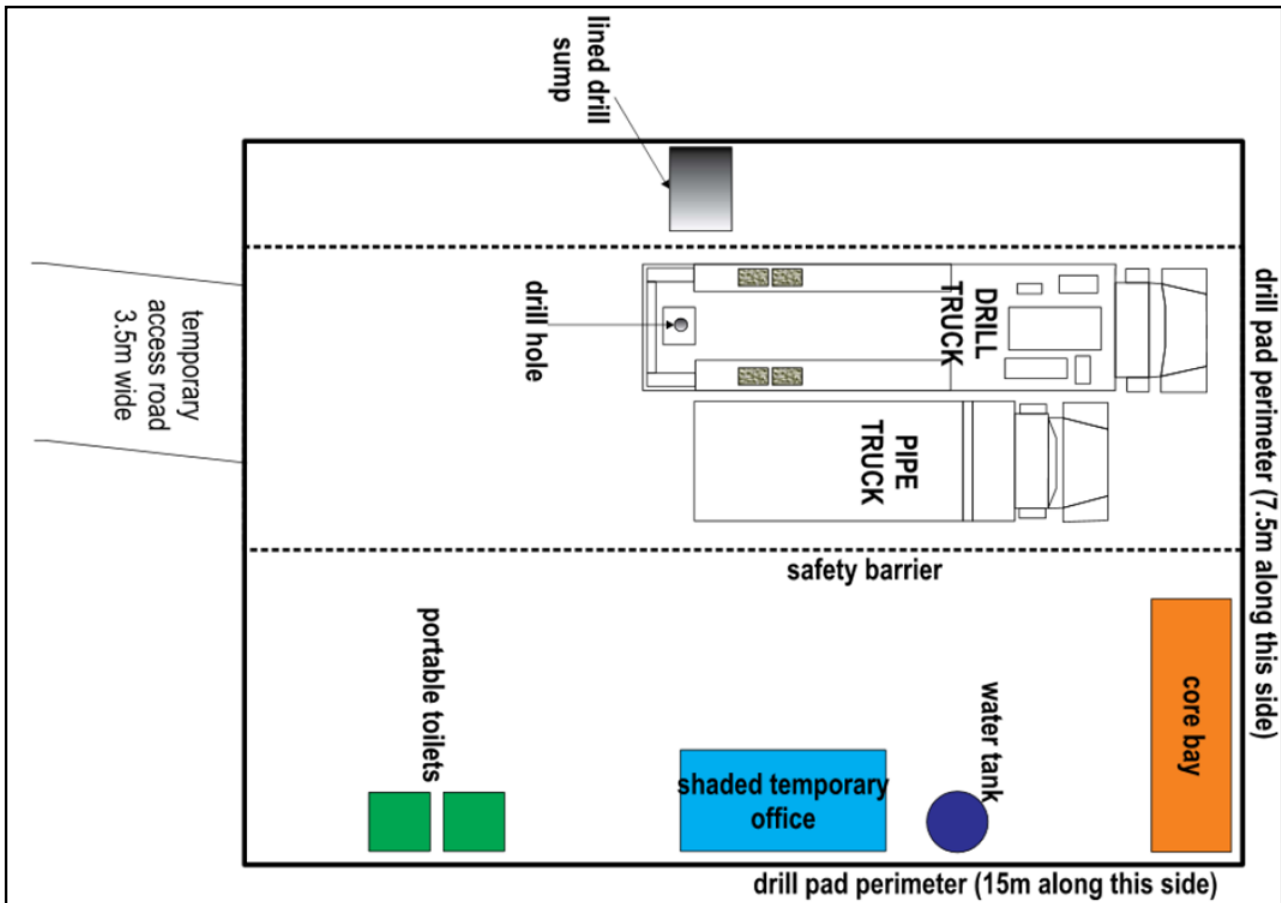 lined drill
sump
drill pad perimeter (7.5m along this side)
temporary
access road
3.5m wide
drill hole
DRILL
TRUCK
PIPE
TRUCK
safety barrier
portable toilets
shaded temporary
office
water tank
core bay
drill pad perimeter (15m along this side)